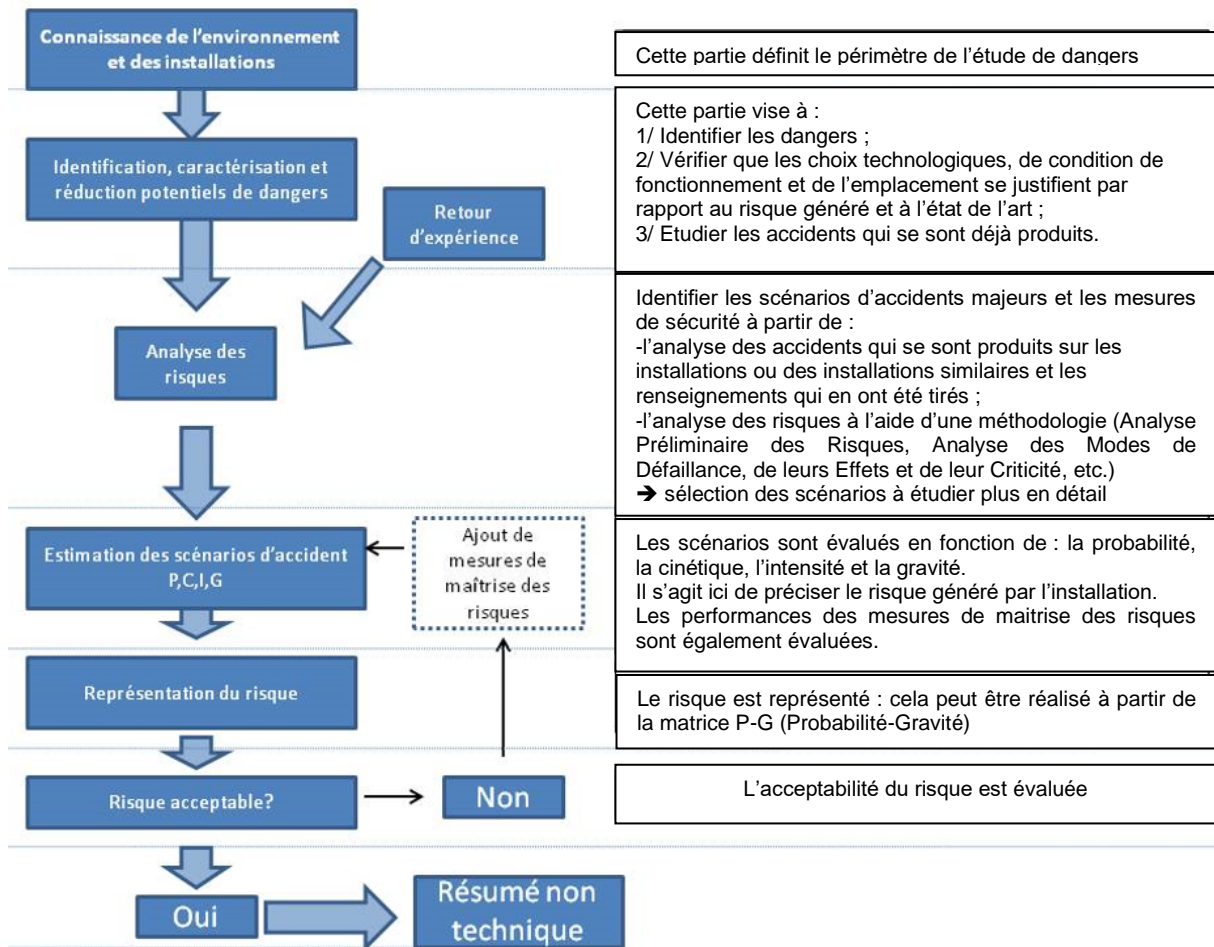 Connaissance de l'environnement
et des installations
Cette partie définit le périmètre de l'étude de dangers
Identification, caractérisation et
réduction potentiels de dangers
Retour
d'expérience
Cette partie vise à :
1/ Identifier les dangers ;
2/ Vérifier que les choix technologiques, de condition de
fonctionnement et de l'emplacement se justifient par
rapport au risque généré et à l'état de l'art ;
3/ Etudier les accidents qui se sont déjà produits.
Analyse des
risques
Identifier les scénarios d'accidents majeurs et les mesures
de sécurité à partir de :
-l'analyse des accidents qui se sont produits sur les
installations ou des installations similaires et les
renseignements qui en ont été tirés ;
-l'analyse des risques à l'aide d'une méthodologie (Analyse
Préliminaire des Risques, Analyse des Modes de
Défaillance, de leurs Effets et de leur Criticité, etc.)
➔ sélection des scénarios à étudier plus en détail
Estimation des scénarios d'accident
P,C,I,G
Ajout de
mesures de
maîtrise des
risques
Les scénarios sont évalués en fonction de : la probabilité,
la cinétique, l'intensité et la gravité.
Il s'agit ici de préciser le risque généré par l'installation.
Les performances des mesures de maitrise des risques
sont également évaluées.
Représentation du risque
Le risque est représenté : cela peut être réalisé à partir de
la matrice P-G (Probabilité-Gravité)
Risque acceptable?
Non
L'acceptabilité du risque est évaluée
Oui
Résumé non
technique